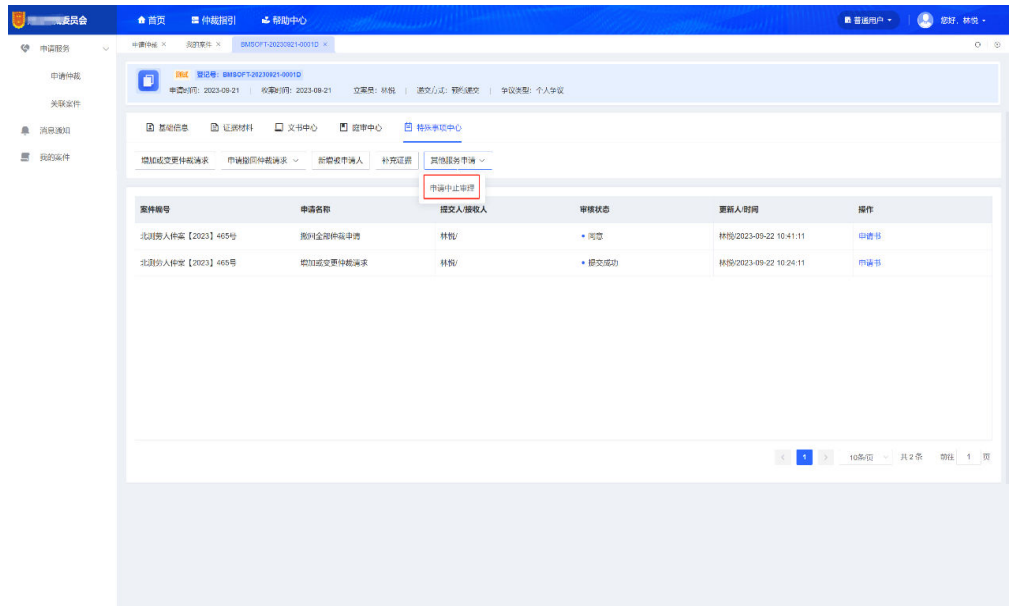 委员会
首页 仲裁指引 帮助中心 普通用户 您好，林悦
申请服务
申请仲裁
关联案件
消息通知
我的案件
申请仲裁 × 我的案件 × BMSOFT-20230921-0001D ×
测试 登记号：BMSOFT-20230921-0001D
申请时间：2023-09-21 收案时间：2023-09-21 立案员：林悦 递交方式：预约递交 争议类型：个人争议
基础信息 证据材料 文书中心 庭审中心 特殊事项中心
增加或变更仲裁请求 申请撤回仲裁请求 新增被申请人 补充证据 其他服务申请
申请中止审理
案件编号 申请名称 提交人/接收人 审核状态 更新人/时间 操作
北测劳人仲案【2023】465号 撤回全部仲裁申请 林悦/ 同意 林悦/2023-09-22 10:41:11 申请书
北测劳人仲案【2023】465号 增加或变更仲裁请求 林悦/ 提交成功 林悦/2023-09-22 10:24:11 申请书
1 10条/页 共 2 条 前往 1 页